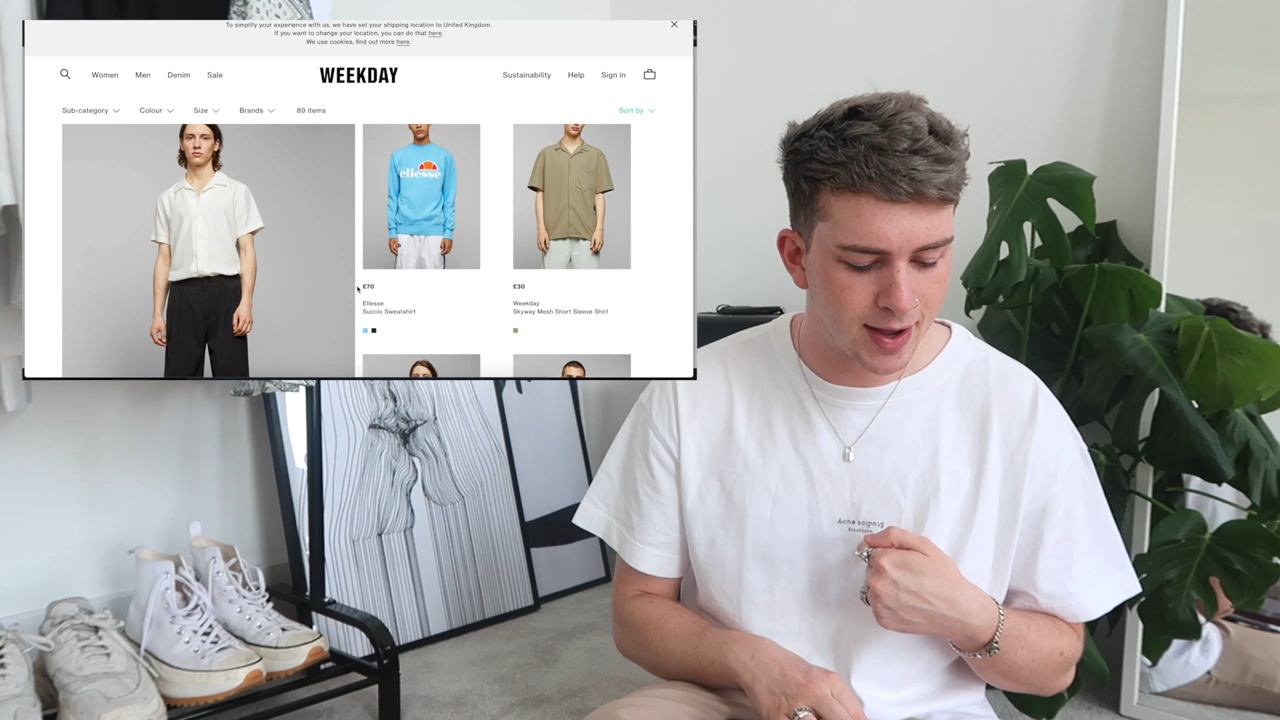 To simplify your experience with us, we have set your shipping location to United Kingdom.
If you want to change your location, you can do that here.
We use cookies, find out more here.
Women Men Denim Sale
WEEKDAY
Sustainability Help Sign in
Sub-category Colour Size Brands 89 items
Sort by
ellesse
£70
Ellesse
Succio Sweatshirt
£30
Weekday
Skyway Mesh Short Sleeve Shirt
Acne Studios